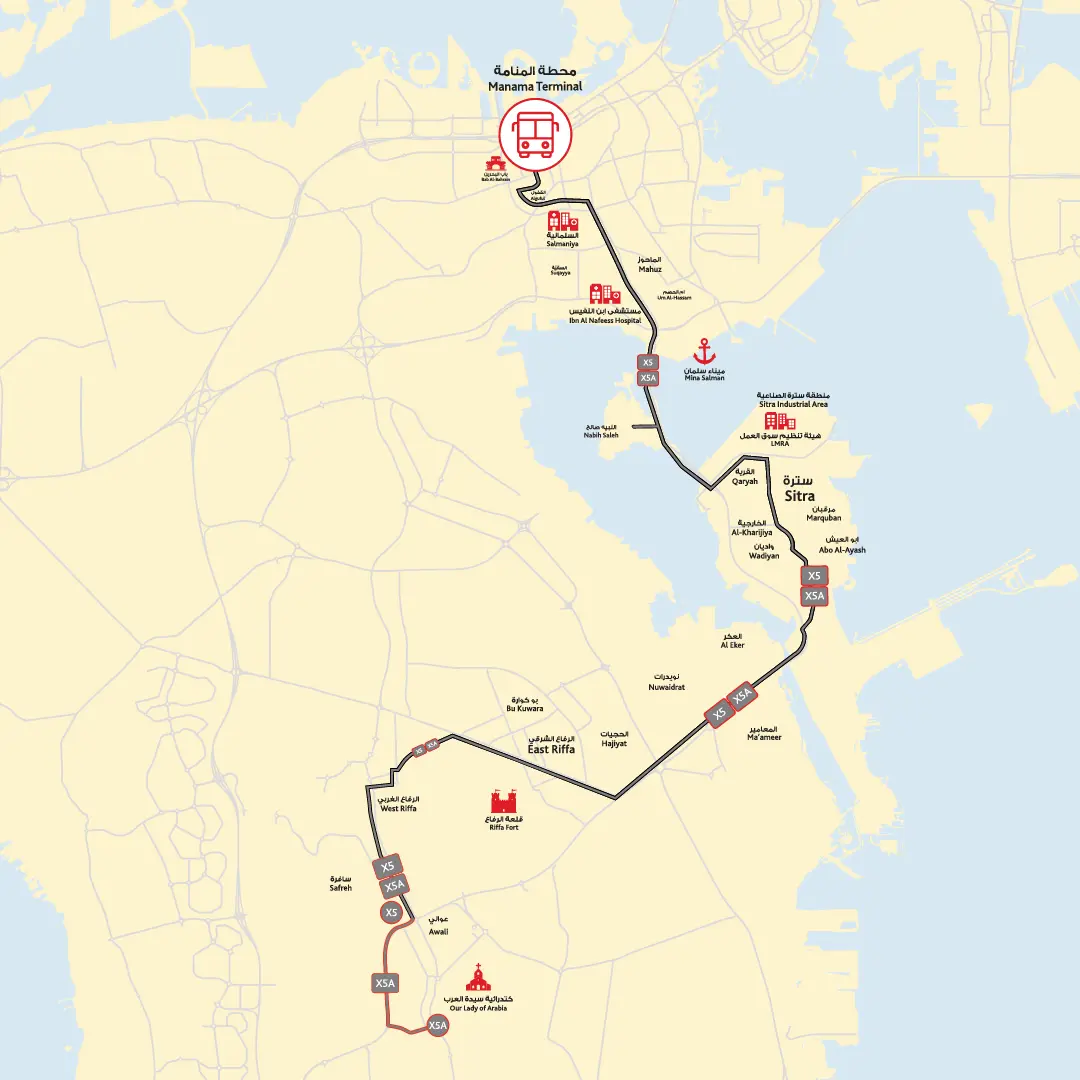 محطة المنامة
Manama Terminal
باب البحرين
Bab Al-Bahrain
القفول
Alguful
السلمانية
Salmaniya
الماحوز
Mahuz
الصقية
Suqayya
ام الحصم
Um Al-Hassam
مستشفى ابن النفيس
Ibn Al Nafeess Hospital
X5
X5A
ميناء سلمان
Mina Salman
منطقة سترة الصناعية
Sitra Industrial Area
هيئة تنظيم سوق العمل
LMRA
النبيه صالح
Nabih Saleh
القرية
Qaryah
سترة
Sitra
مرقبان
Marquban
الخارجية
Al-Kharijiya
واديان
Wadiyan
ابو العيش
Abo Al-Ayash
X5
X5A
العكر
Al Eker
نويدرات
Nuwaidrat
X5
X5A
المعامير
Ma'ameer
بو كوارة
Bu Kuwara
الرفاع الشرقي
East Riffa
الحجيات
Hajiyat
X5
X5A
الرفاع الغربي
West Riffa
قلعة الرفاع
Riffa Fort
سافرة
Safreh
X5
X5A
X5
عوالي
Awali
X5A
كتدرائية سيدة العرب
Our Lady of Arabia
X5A